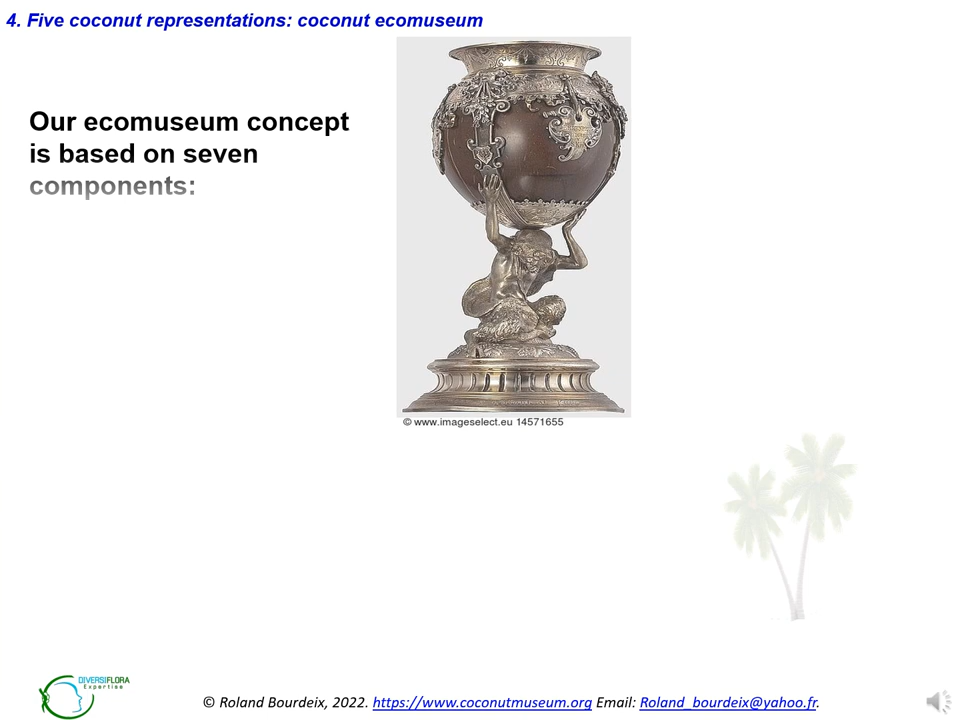 4. Five coconut representations: coconut ecomuseum
Our ecomuseum concept
is based on seven
components:
© www.imageselect.eu 14571655
DIVERSIFLORA
Expertise
© Roland Bourdeix, 2022. https://www.coconutmuseum.org Email: Roland_bourdeix@yahoo.fr.